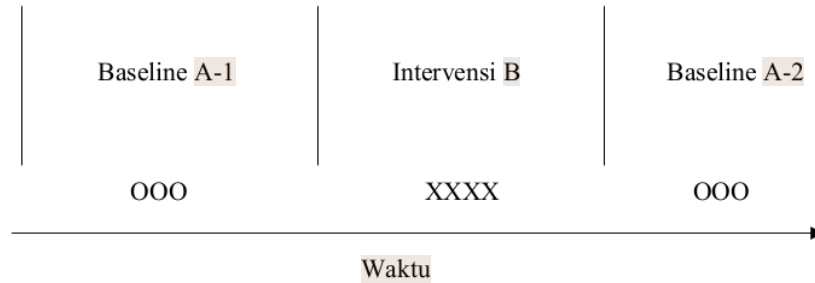 Baseline A-1 Intervensi B Baseline A-2
OOO XXXX OOO
Waktu